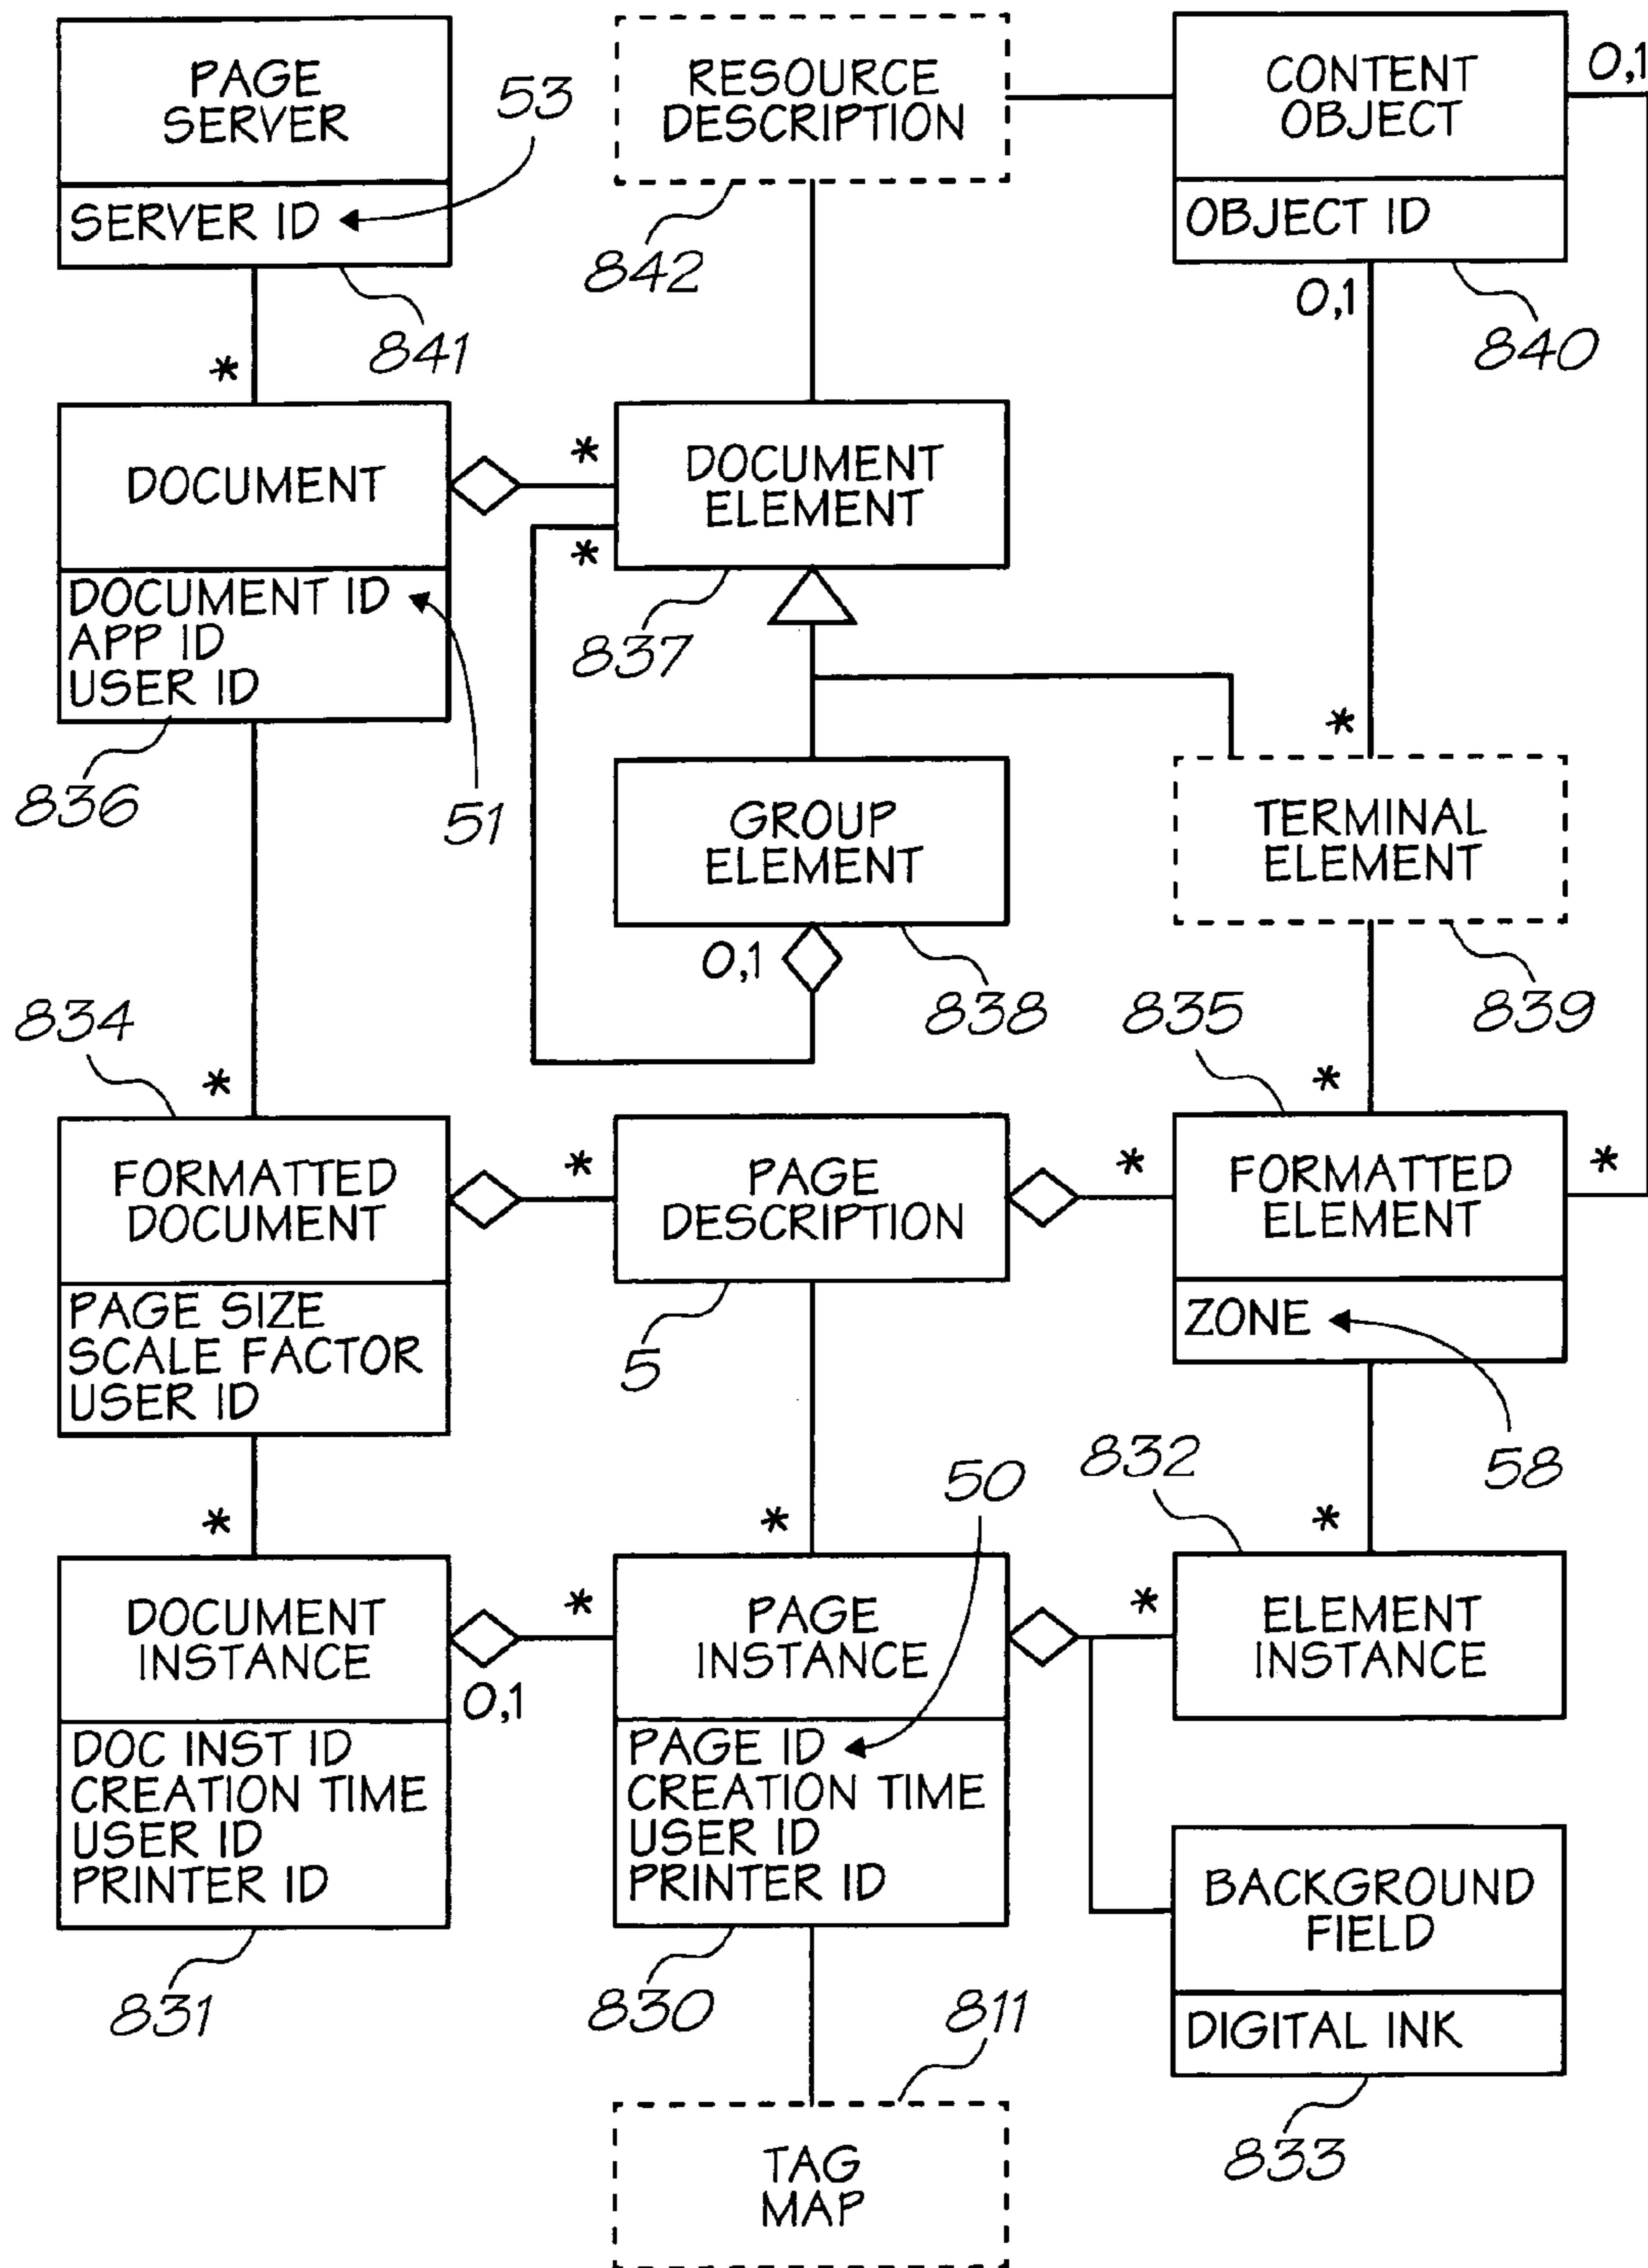 PAGE
SERVER
SERVER ID
53
841
RESOURCE
DESCRIPTION
842
CONTENT
OBJECT
OBJECT ID
0,1
0,1
840
*
DOCUMENT
DOCUMENT ID
APP ID
USER ID
836
51
*
*
DOCUMENT
ELEMENT
837
GROUP
ELEMENT
0,1
838
*
TERMINAL
ELEMENT
839
834
*
FORMATTED
DOCUMENT
PAGE SIZE
SCALE FACTOR
USER ID
*
PAGE
DESCRIPTION
5
835
*
*
*
FORMATTED
ELEMENT
ZONE
58
*
DOCUMENT
INSTANCE
DOC INST ID
CREATION TIME
USER ID
PRINTER ID
831
0,1
*
*
50
PAGE
INSTANCE
PAGE ID
CREATION TIME
USER ID
PRINTER ID
830
832
*
*
ELEMENT
INSTANCE
BACKGROUND
FIELD
DIGITAL INK
833
811
TAG
MAP